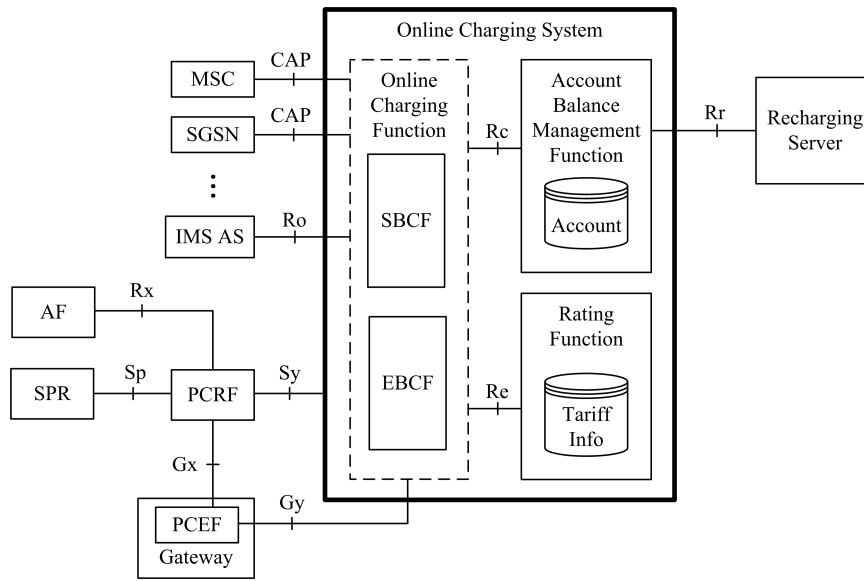 Online Charging System
MSC
CAP
Online
Charging
Function
Account
Balance
Management
Function
SGSN
CAP
Rc
Rr
Recharging
Server
SBCF
Account
IMS AS
Ro
AF
Rx
Rating
Function
SPR
Sp
PCRF
Sy
EBCF
Re
Tariff
Info
Gx
PCEF
Gateway
Gy